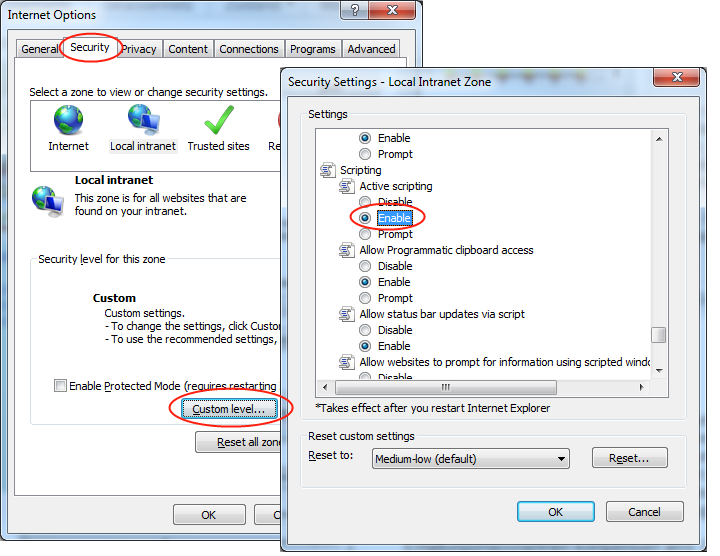 Internet Options
General
Security
Privacy
Content
Connections
Programs
Advanced
Select a zone to view or change security settings.
Internet
Local intranet
Trusted sites
Local intranet
This zone is for all websites that are
found on your intranet.
Security level for this zone
Custom
Custom settings.
- To change the settings, click
- To use the recommended settings,
Enable Protected Mode (requires restarting
Custom level...
Reset all
OK
Security Settings - Local Intranet Zone
Settings
Enable
Prompt
Scripting
Active scripting
Disable
Enable
Prompt
Allow Programmatic clipboard access
Disable
Enable
Prompt
Allow status bar updates via script
Disable
Enable
Allow websites to prompt for information using scripted
Disable
*Takes effect after you restart Internet Explorer
Reset custom settings
Reset to:
Medium-low (default)
Reset...
OK
Cancel